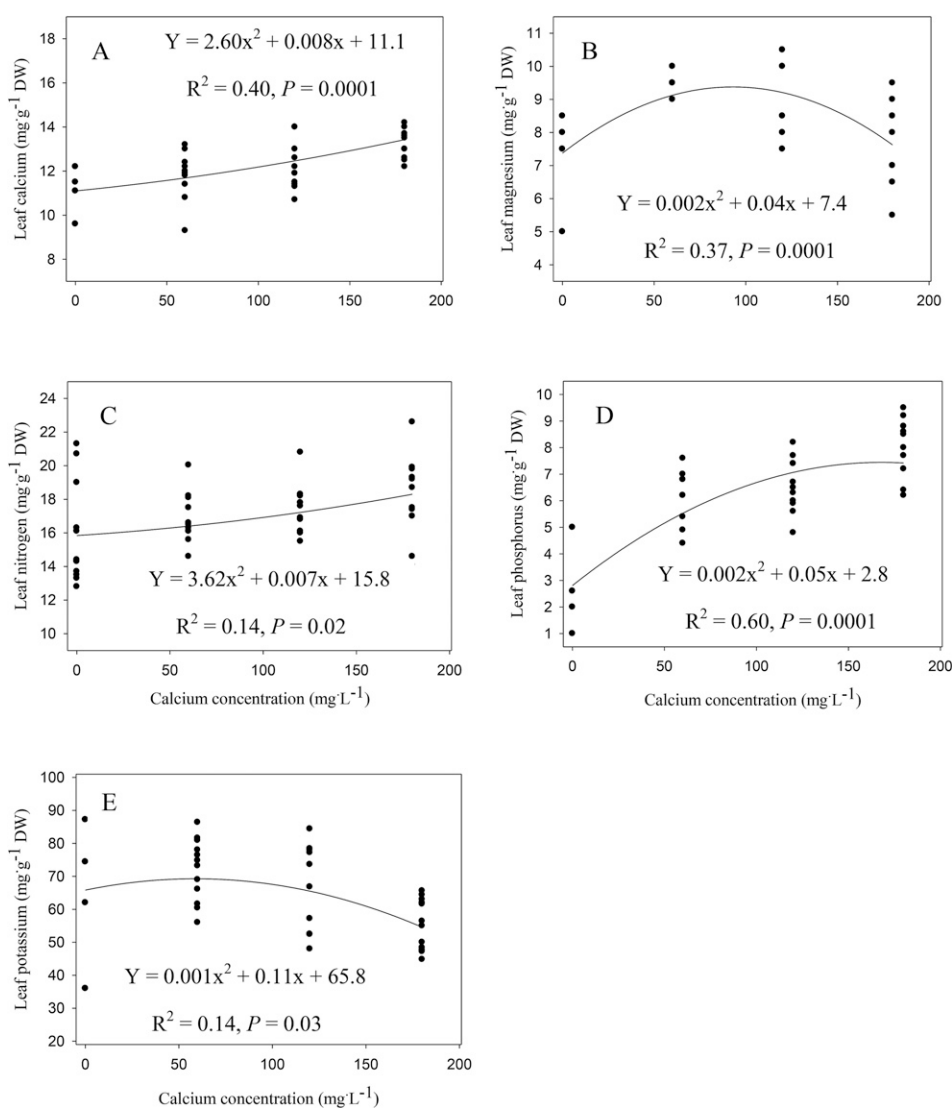 A
Y = 2.60x² + 0.008x + 11.1
R² = 0.40, P = 0.0001
Leaf calcium (mg·g⁻¹ DW)
18
16
14
12
10
8
0 50 100 150 200
B
Y = 0.002x² + 0.04x + 7.4
R² = 0.37, P = 0.0001
Leaf magnesium (mg·g⁻¹ DW)
11
10
9
8
7
6
5
4
0 50 100 150 200
C
Y = 3.62x² + 0.007x + 15.8
R² = 0.14, P = 0.02
Leaf nitrogen (mg·g⁻¹ DW)
24
22
20
18
16
14
12
10
0 50 100 150 200
Calcium concentration (mg·L⁻¹)
D
Y = 0.002x² + 0.05x + 2.8
R² = 0.60, P = 0.0001
Leaf phosphorus (mg·g⁻¹ DW)
10
9
8
7
6
5
4
3
2
1
0 50 100 150 200
Calcium concentration (mg·L⁻¹)
E
Y = 0.001x² + 0.11x + 65.8
R² = 0.14, P = 0.03
Leaf potassium (mg·g⁻¹ DW)
100
90
80
70
60
50
40
30
20
0 50 100 150 200
Calcium concentration (mg·L⁻¹)